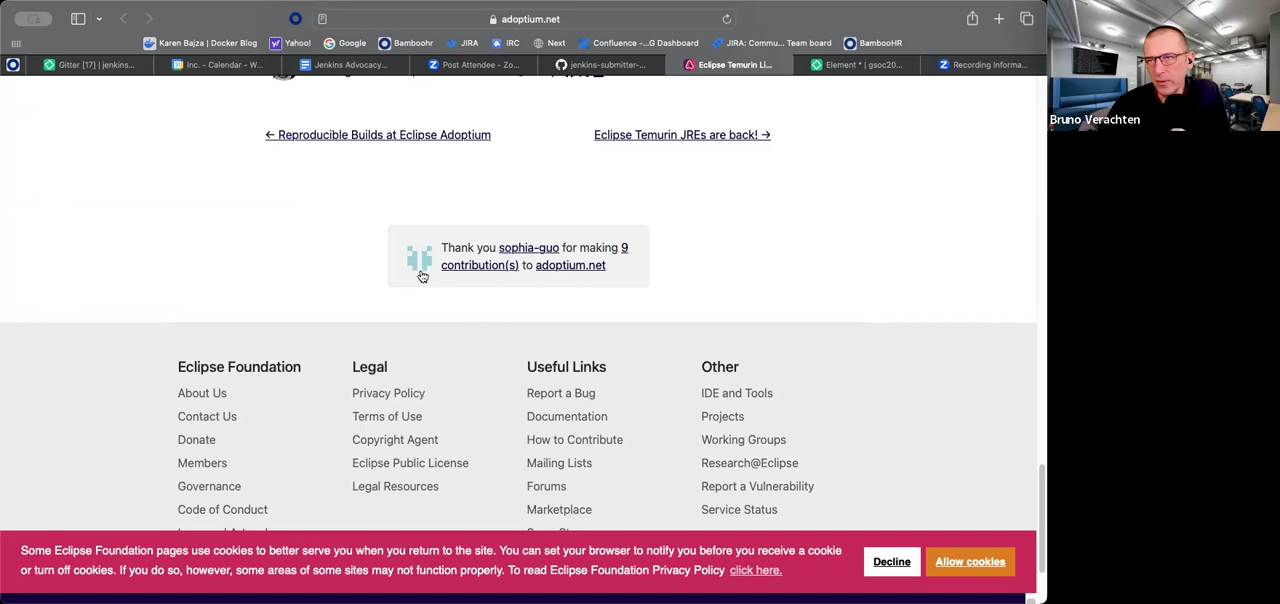 adoptium.net
Karen Bajza | Docker Blog
Yahoo!
Google
Bamboohr
JIRA
IRC
Next
Confluence -...G Dashboard
JIRA: Commu... Team board
BambooHR
Gitter [17] | jenkins...
Inc. - Calendar - W...
Jenkins Advocacy...
Post Attendee - Zo...
jenkins-submitter-...
Eclipse Temurin Li...
Element * | gsoc20...
Recording Informa...
Bruno Verachten
← Reproducible Builds at Eclipse Adoptium
Eclipse Temurin JREs are back! →
Thank you sophia-guo for making 9
contribution(s) to adoptium.net
Eclipse Foundation
About Us
Contact Us
Donate
Members
Governance
Code of Conduct
Legal
Privacy Policy
Terms of Use
Copyright Agent
Eclipse Public License
Legal Resources
Useful Links
Report a Bug
Documentation
How to Contribute
Mailing Lists
Forums
Marketplace
Other
IDE and Tools
Projects
Working Groups
Research@Eclipse
Report a Vulnerability
Service Status
Some Eclipse Foundation pages use cookies to better serve you when you return to the site. You can set your browser to notify you before you receive a cookie
or turn off cookies. If you do so, however, some areas of some sites may not function properly. To read Eclipse Foundation Privacy Policy click here.
Decline
Allow cookies